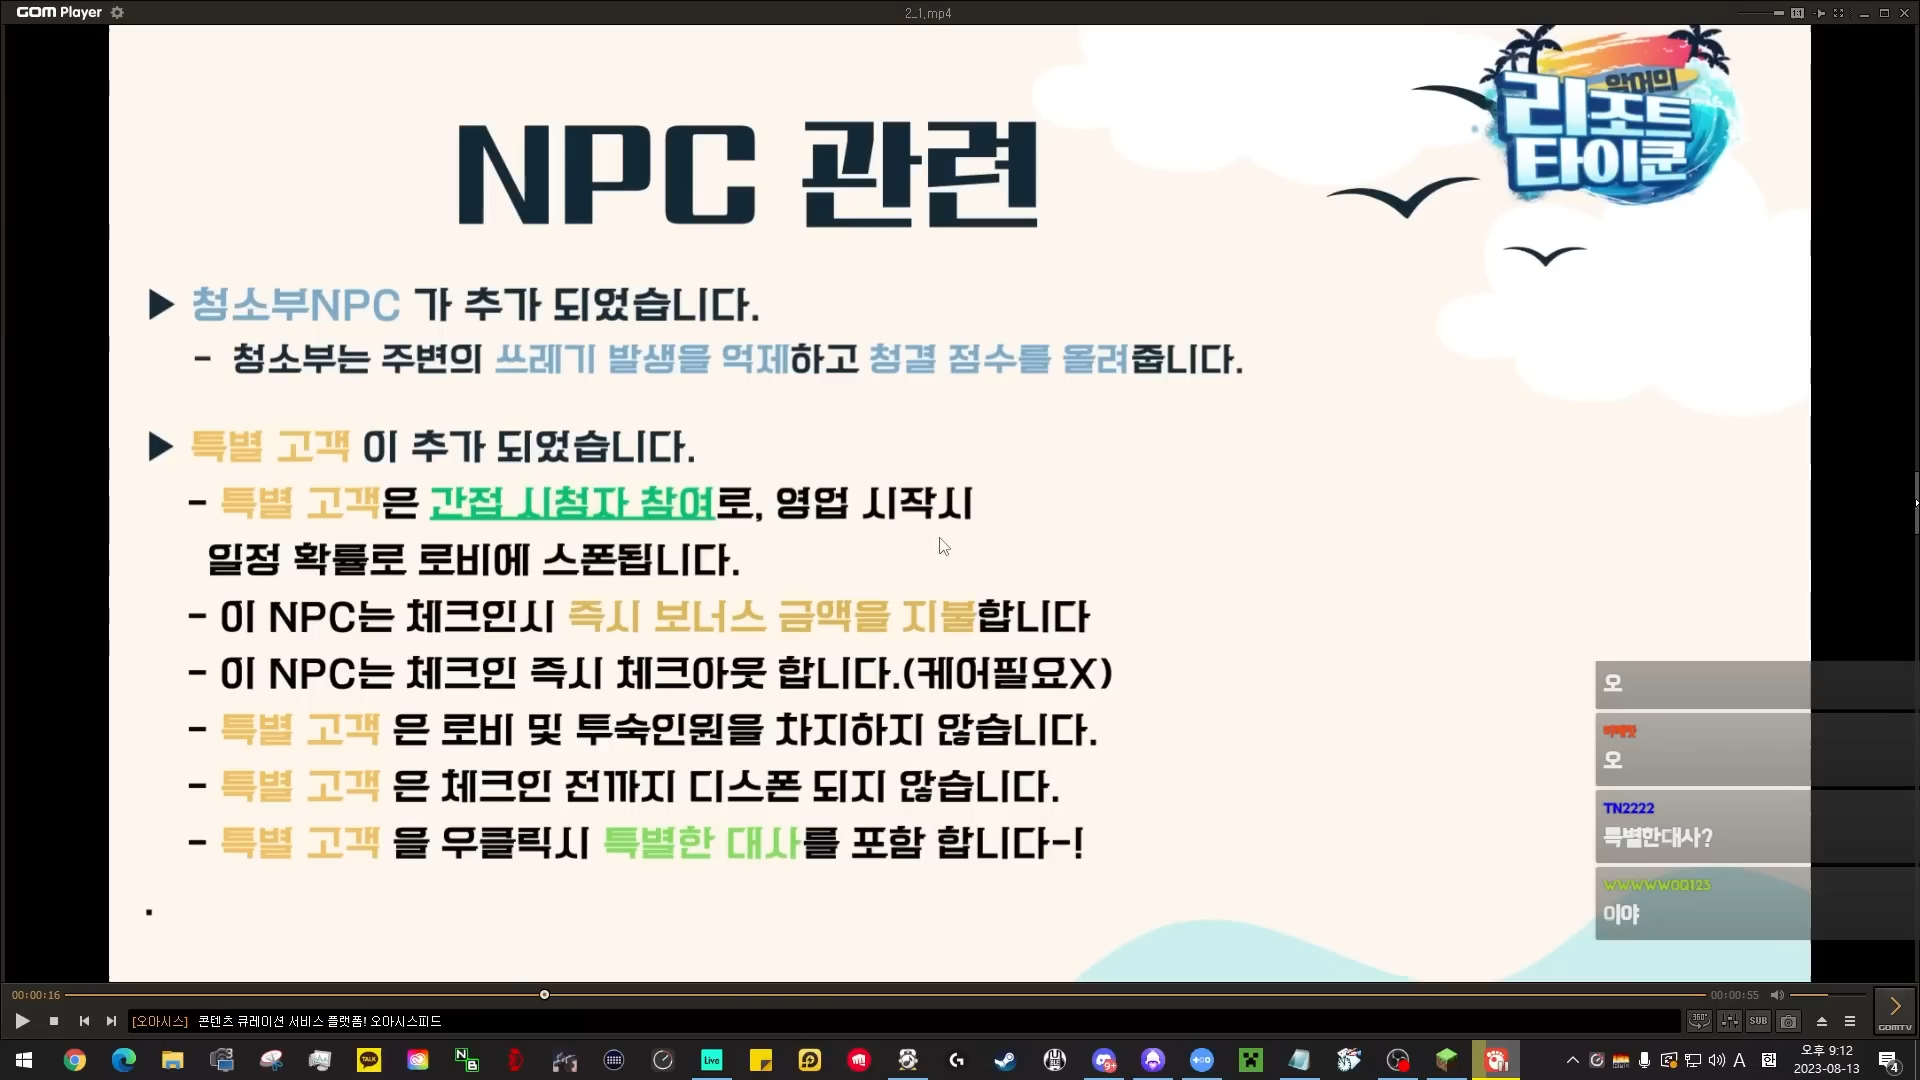 GOM Player
2_1.mp4
악어의
리조트
타이쿤
NPC 관련
▶ 청소부NPC 가 추가 되었습니다.
- 청소부는 주변의 쓰레기 발생을 억제하고 청결 점수를 올려줍니다.
▶ 특별 고객 이 추가 되었습니다.
- 특별 고객은 간접 시청자 참여로, 영업 시작시
일정 확률로 로비에 스폰됩니다.
- 이 NPC는 체크인시 즉시 보너스 금액을 지불합니다
- 이 NPC는 체크인 즉시 체크아웃 합니다.(케어필요X)
- 특별 고객 은 로비 및 투숙인원을 차지하지 않습니다.
- 특별 고객 은 체크인 전까지 디스폰 되지 않습니다.
- 특별 고객 을 우클릭시 특별한 대사를 포함 합니다-!
.
오
오
TN2222
특별한대사?
WWWWWOQ123
이야
00:00:16
00:00:55
[오아시스] 콘텐츠 큐레이션 서비스 플랫폼! 오아시스피드
360°
SUB
GOMTV
TALK
Live
9+
A
오후 9:12
2023-08-13
4